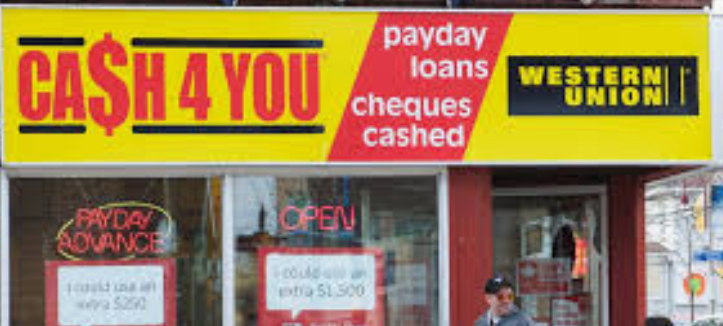 CA$H 4 YOU
payday
loans
cheques
cashed
WESTERN
UNION
PAYDAY
ADVANCE
OPEN
I could use an
extra $250
I could use an
extra $1,500